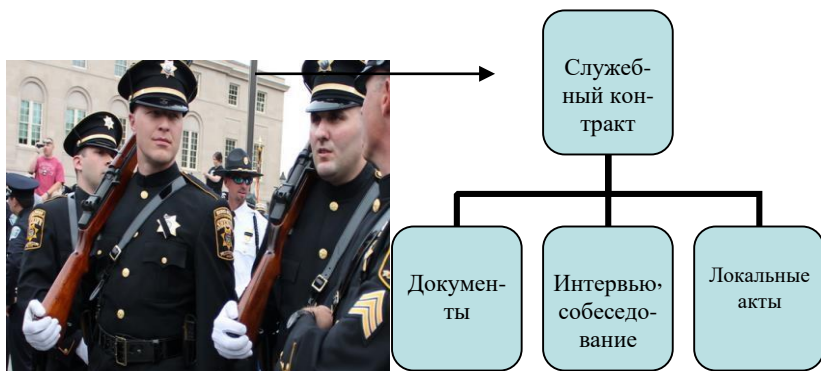 Служеб-
ный кон-
тракт
Докумен-
ты
Интервью,
собеседо-
вание
Локальные
акты